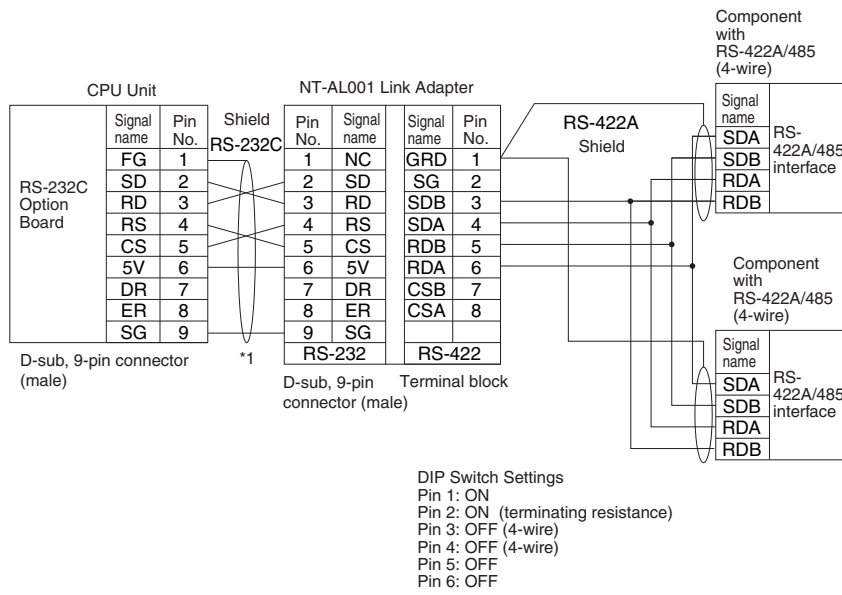 Component
with
RS-422A/485
(4-wire)
CPU Unit
NT-AL001 Link Adapter
Signal name Pin No. Shield RS-232C Pin No. Signal name Signal name Pin No. RS-422A Shield Signal name
FG 1 1 NC GRD 1 SDA RS-422A/485 interface
SD 2 2 SD SG 2 SDB
RS-232C Option Board RD 3 3 RD SDB 3 RDA
RS 4 4 RS SDA 4 RDB
CS 5 5 CS RDB 5
5V 6 6 5V RDA 6
DR 7 7 DR CSB 7
ER 8 8 ER CSA 8
SG 9 9 SG
RS-232 RS-422
*1
D-sub, 9-pin connector
(male)
D-sub, 9-pin
connector (male)
Terminal block
Component
with
RS-422A/485
(4-wire)
Signal
name
SDA
SDB
RDA
RDB
RS-
422A/485
interface
DIP Switch Settings
Pin 1: ON
Pin 2: ON (terminating resistance)
Pin 3: OFF (4-wire)
Pin 4: OFF (4-wire)
Pin 5: OFF
Pin 6: OFF